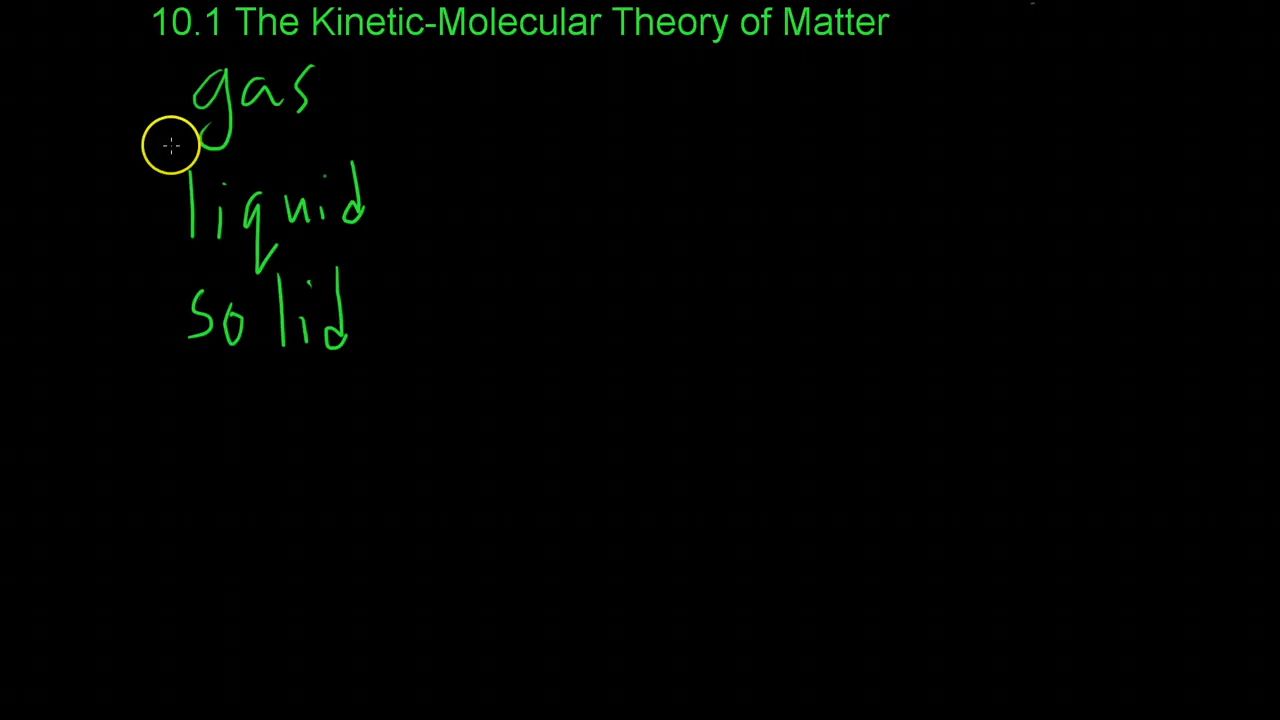 10.1 The Kinetic-Molecular Theory of Matter
gas
liquid
solid